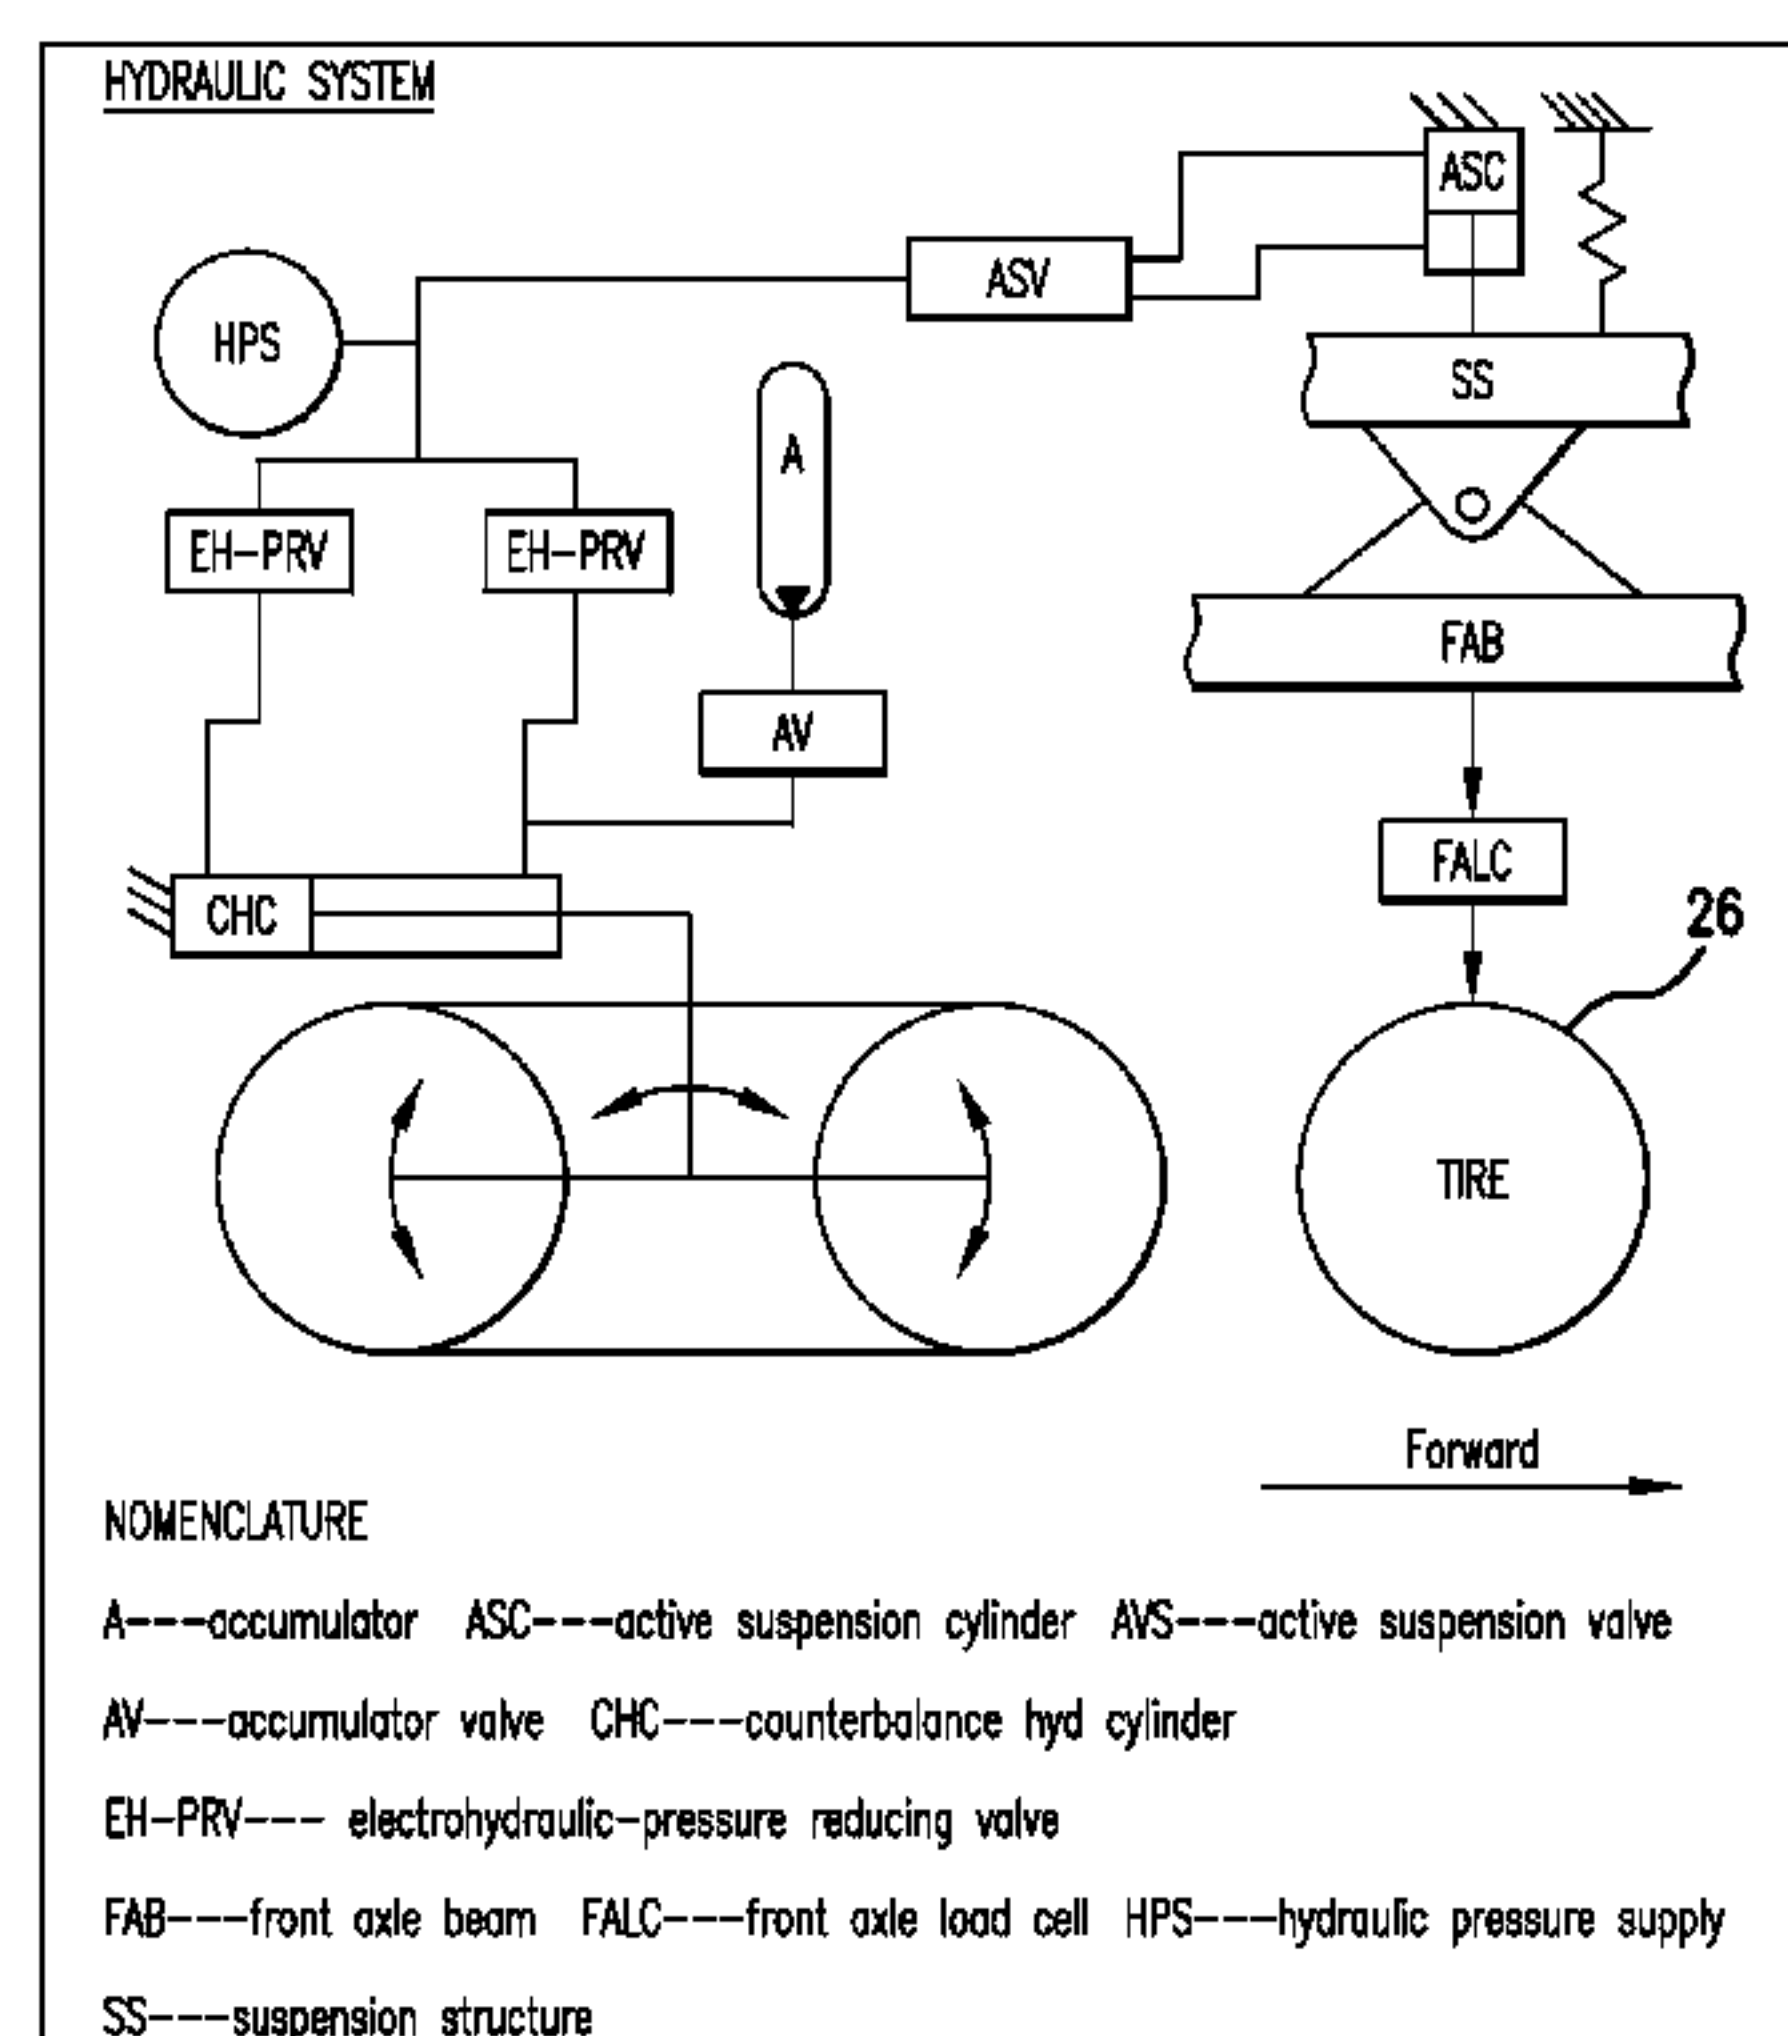 HYDRAULIC SYSTEM
ASC
ASV
HPS
SS
A
EH-PRV
EH-PRV
FAB
AV
FALC
CHC
26
TIRE
Forward
NOMENCLATURE
A---accumulator ASC---active suspension cylinder AVS---active suspension valve
AV---accumulator valve CHC---counterbalance hyd cylinder
EH-PRV--- electrohydraulic-pressure reducing valve
FAB---front axle beam FALC---front axle load cell HPS---hydraulic pressure supply
SS---suspension structure